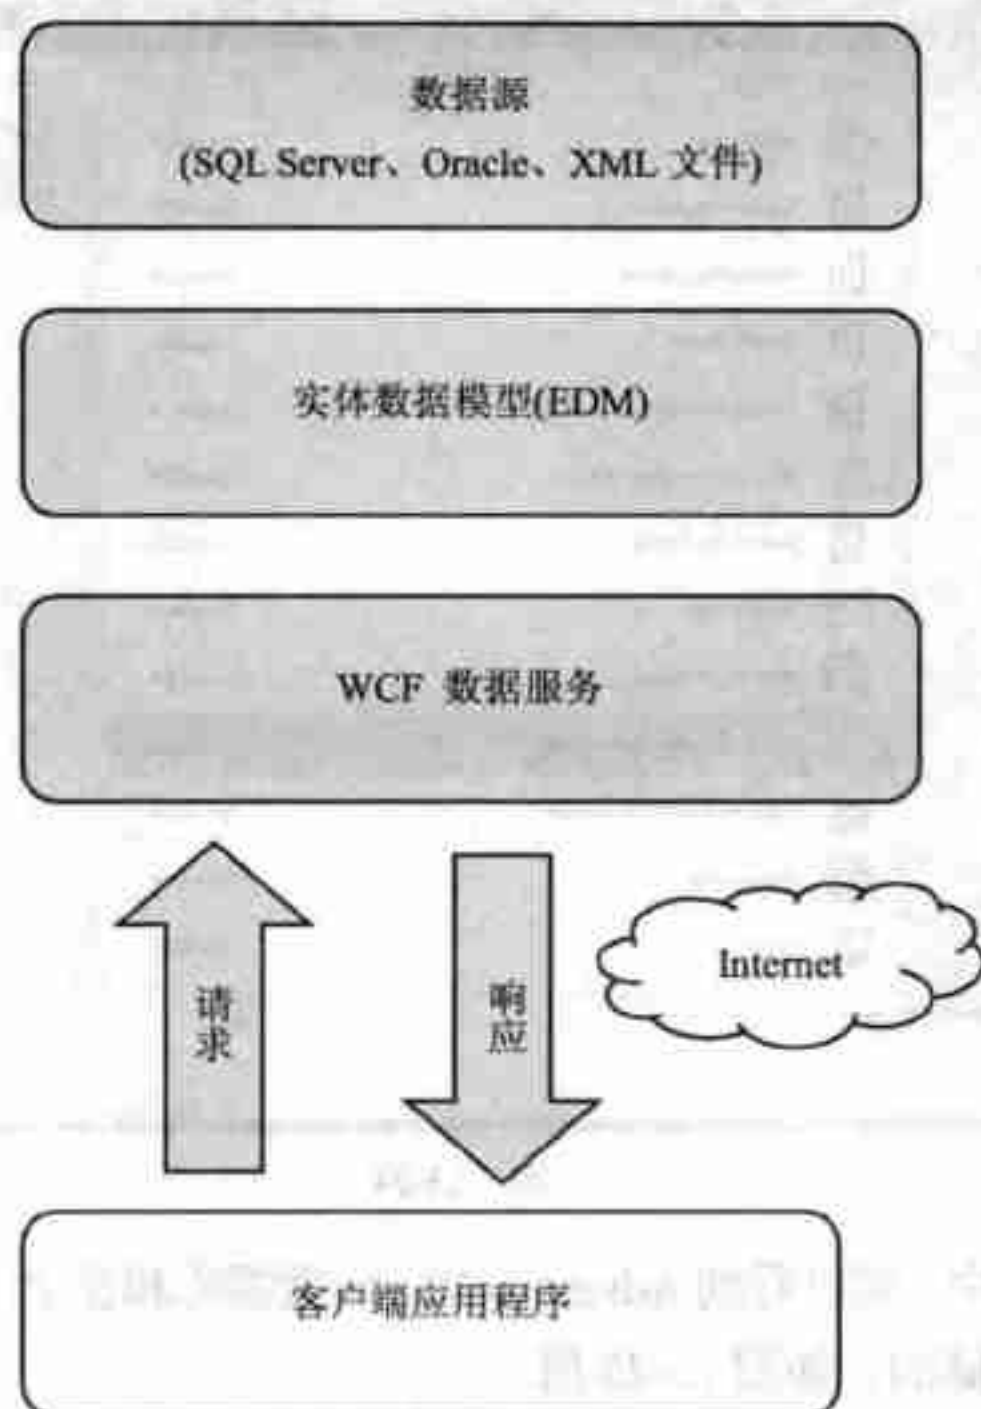 数据源
(SQL Server、Oracle、XML 文件)
实体数据模型(EDM)
WCF 数据服务
请求
响应
Internet
客户端应用程序